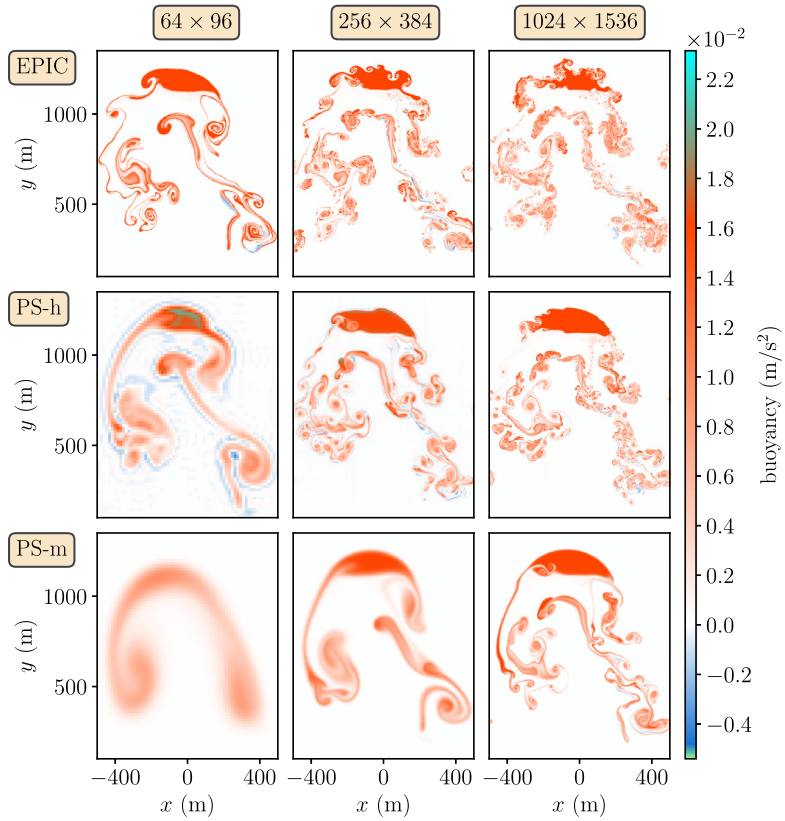 64 × 96
256 × 384
1024 × 1536
×10⁻²
EPIC
1000
500
y (m)
PS-h
1000
500
y (m)
PS-m
1000
500
y (m)
−400
0
400
x (m)
−400
0
400
x (m)
−400
0
400
x (m)
2.2
2.0
1.8
1.6
1.4
1.2
1.0
0.8
0.6
0.4
0.2
0.0
−0.2
−0.4
buoyancy (m/s²)